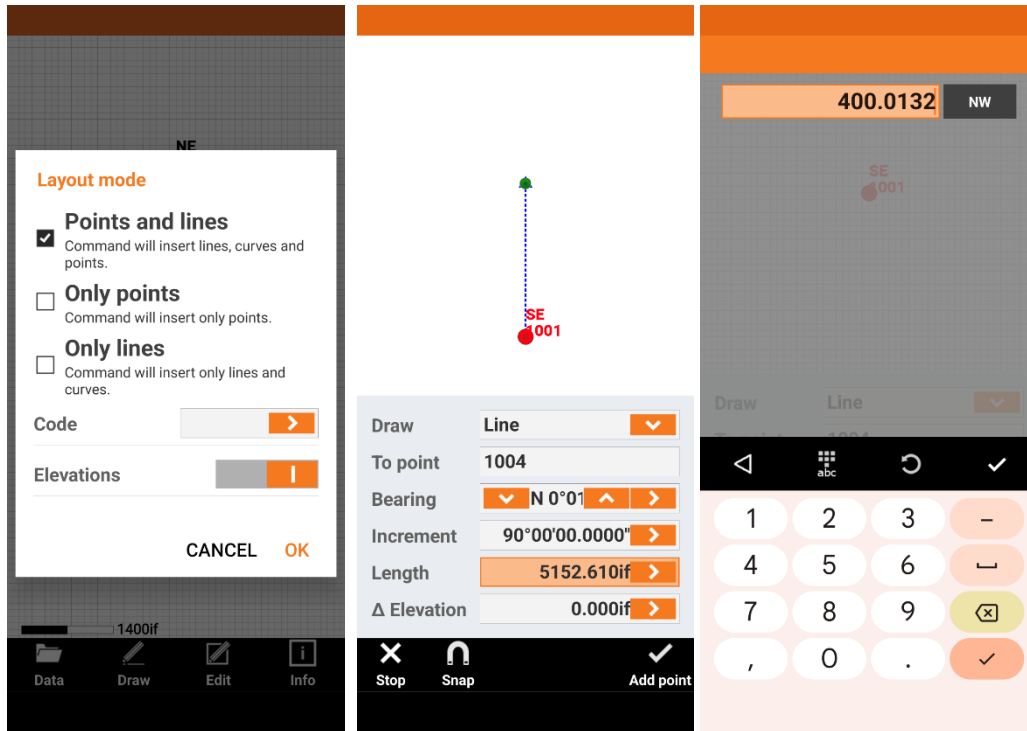 NE
Layout mode
Points and lines
Command will insert lines, curves and
points.
Only points
Command will insert only points.
Only lines
Command will insert only lines and
curves.
Code
Elevations
CANCEL OK
1400if
Data Draw Edit Info
SE
1001
Draw Line
To point 1004
Bearing N 0°01
Increment 90°00'00.0000"
Length 5152.610if
Δ Elevation 0.000if
Stop Snap Add point
400.0132 NW
SE
1001
Draw Line
To point 1004
abc
1 2 3 –
4 5 6
7 8 9
, 0 .